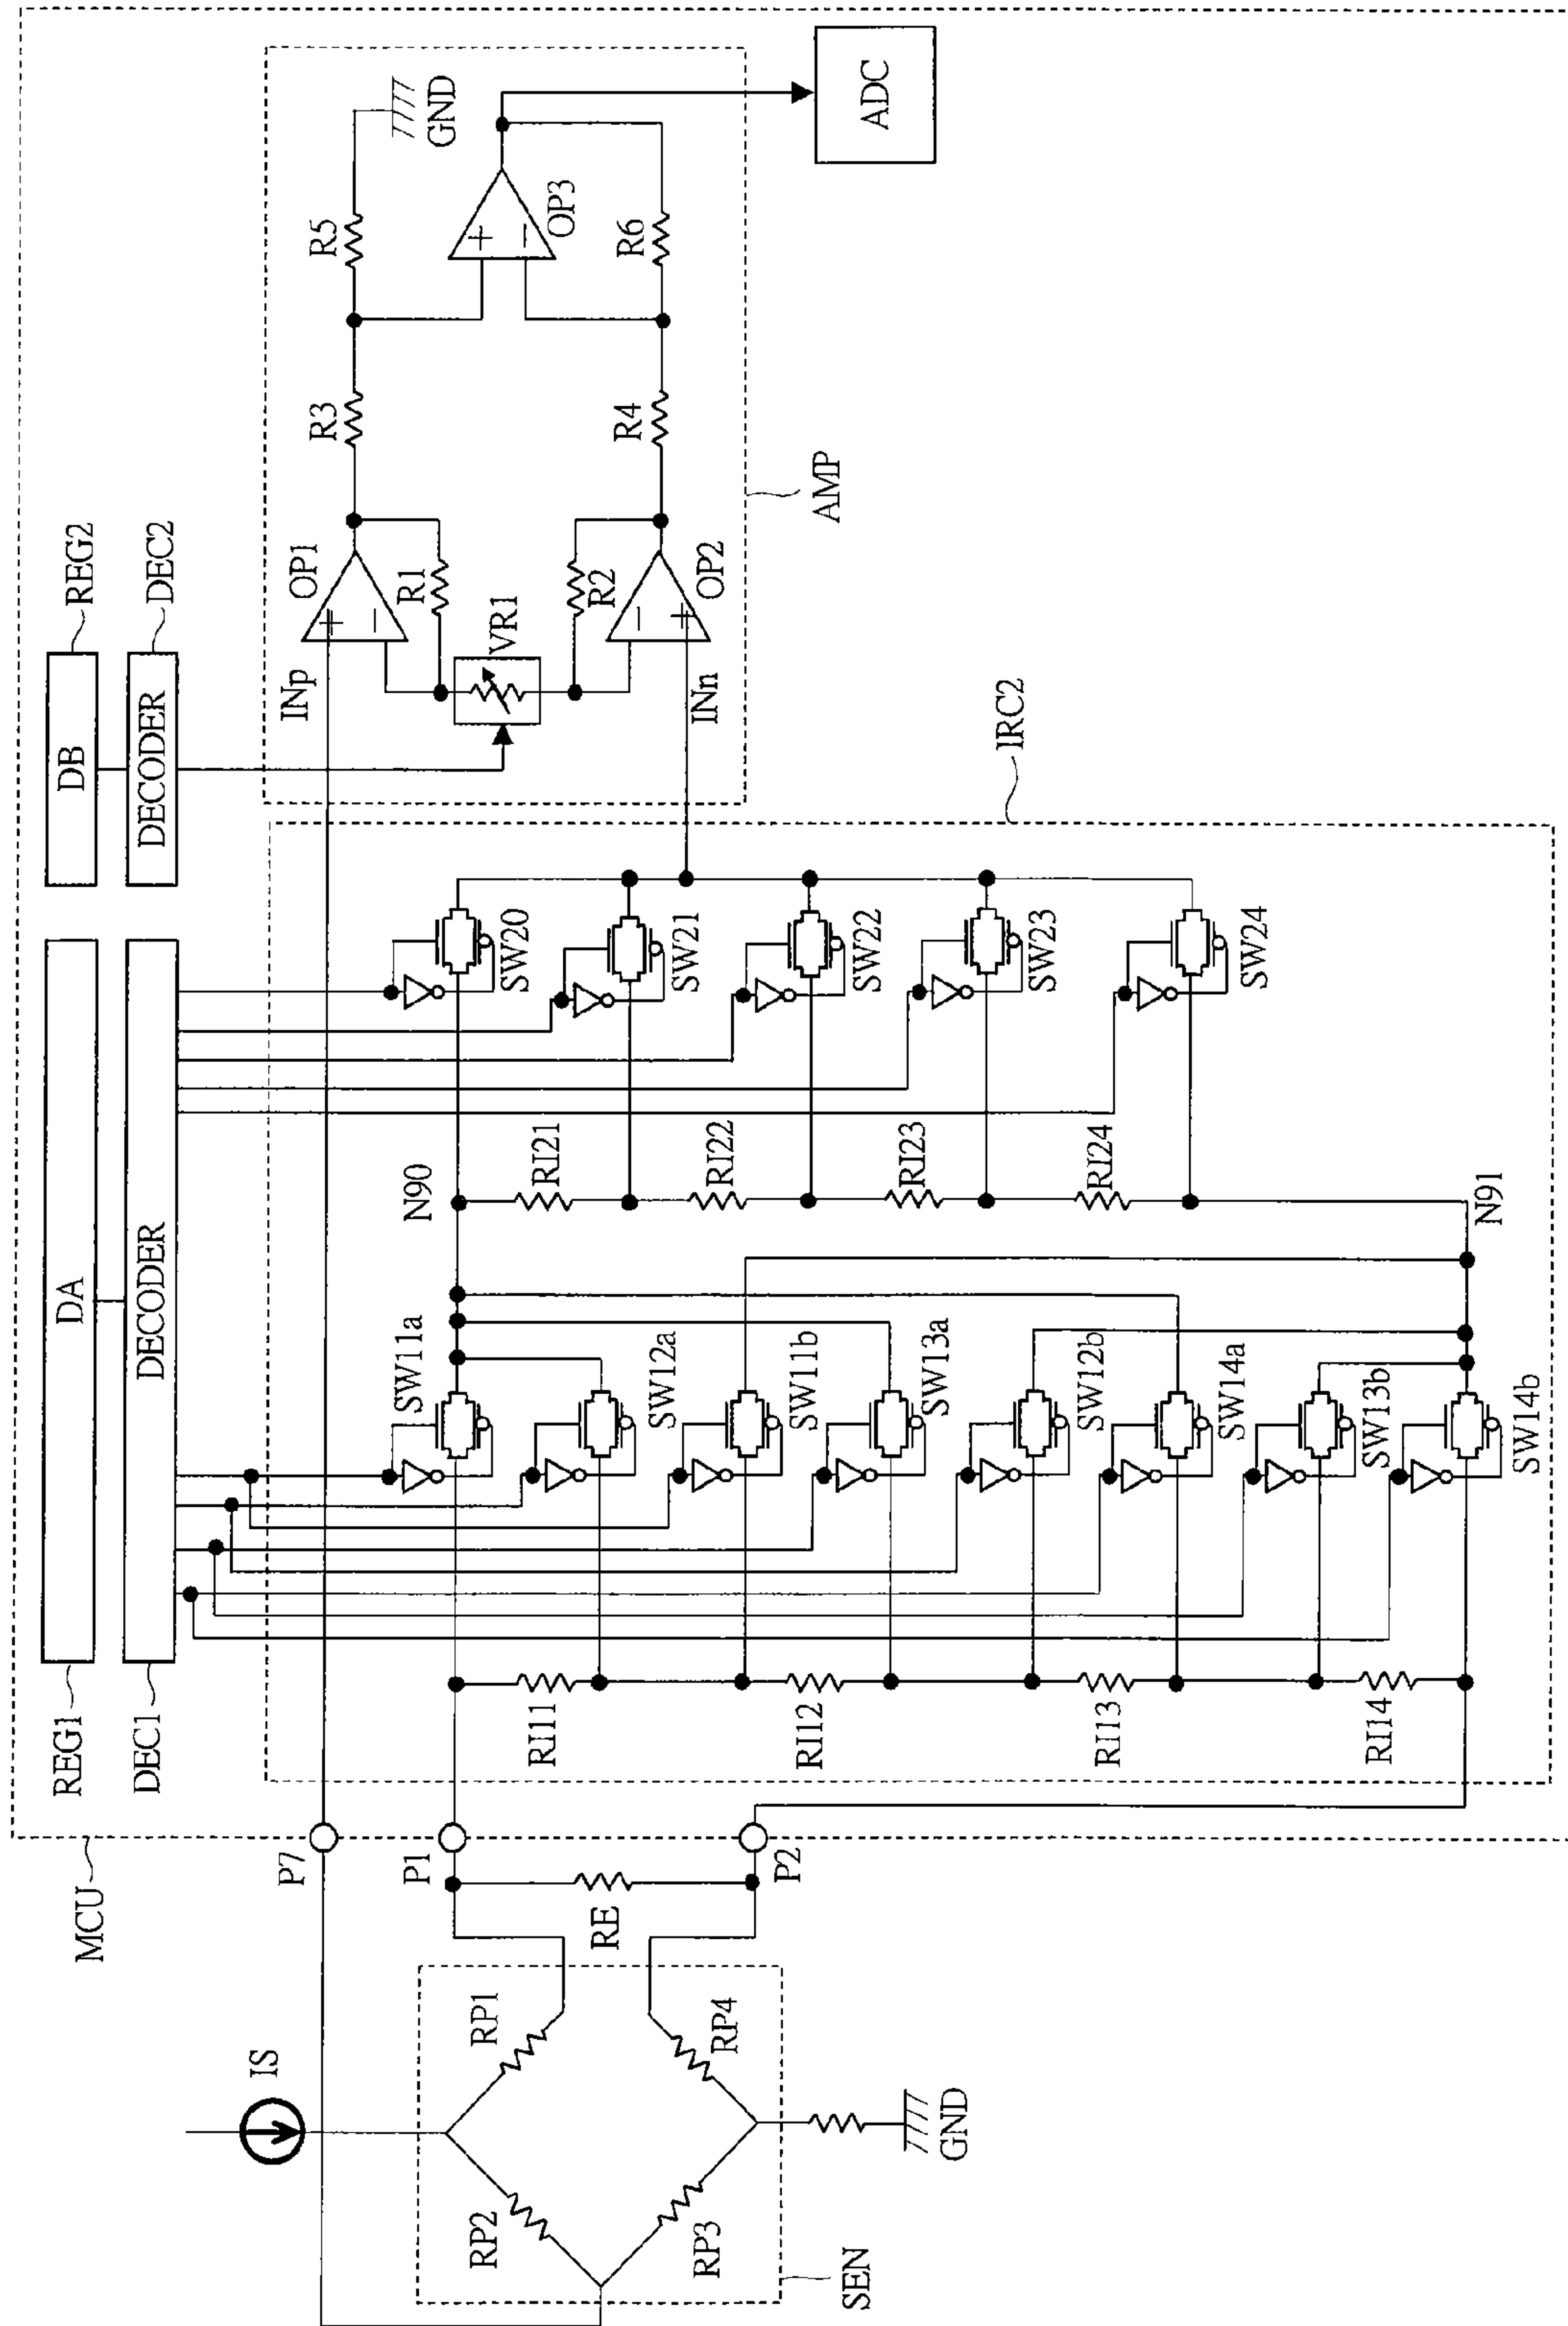 MCU
REG1
DA
DEC1
DECODER
DB
REG2
DECODER
DEC2
P7
P1
P2
RE
IS
SEN
RP1
RP2
RP3
RP4
GND
IRC2
RI11
RI12
RI13
RI14
SW11a
SW12a
SW11b
SW13a
SW12b
SW14a
SW13b
SW14b
N90
N91
RI21
RI22
RI23
RI24
SW20
SW21
SW22
SW23
SW24
AMP
INp
INn
OP1
OP2
OP3
+
−
−
+
+
−
VR1
R1
R2
R3
R4
R5
R6
GND
ADC